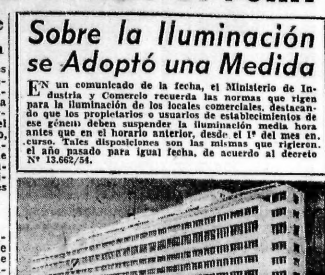 Sobre la Iluminación
se Adoptó una Medida
EN un comunicado de la fecha, el Ministerio de In-
dustria y Comercio recuerda las normas que rigen
para la iluminación de los locales comerciales, destacan-
do que los propietarios o usuarios de establecimientos de
ese género deben suspender la iluminación media hora
antes que en el horario anterior, desde el 1º del mes en
curso. Tales disposiciones son las mismas que rigieron
el año pasado para igual fecha, de acuerdo al decreto
Nº 13.662/54.